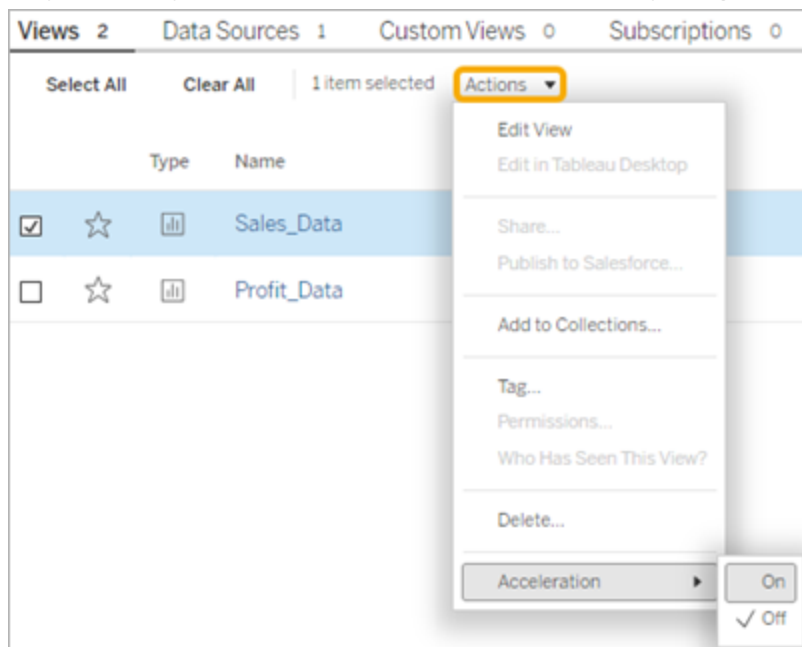 Views 2 Data Sources 1 Custom Views 0 Subscriptions 0
Select All Clear All 1 item selected Actions
Type Name
Sales_Data
Profit_Data
Edit View
Edit in Tableau Desktop
Share...
Publish to Salesforce...
Add to Collections...
Tag...
Permissions...
Who Has Seen This View?
Delete...
Acceleration
On
Off